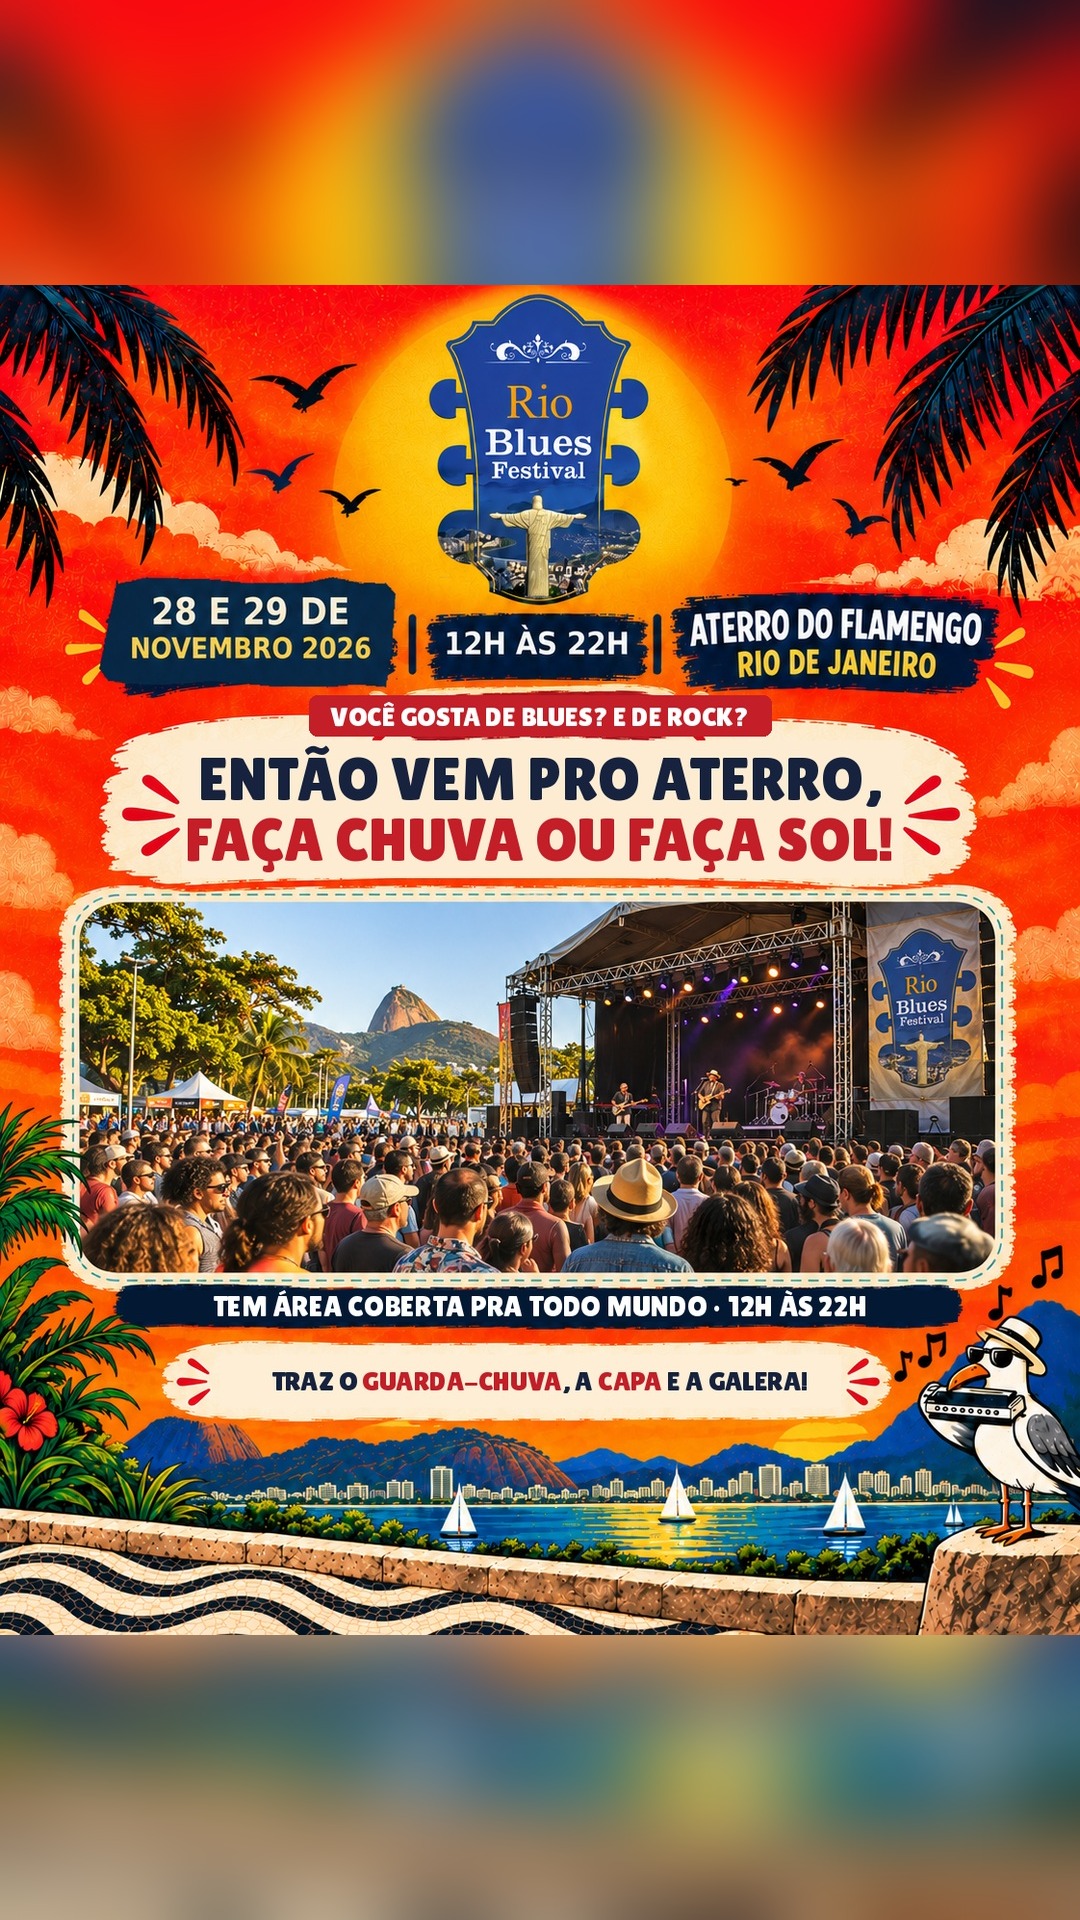 Rio
Blues
Festival
28 E 29 DE
NOVEMBRO 2026
12H ÀS 22H
ATERRO DO FLAMENGO
RIO DE JANEIRO
VOCÊ GOSTA DE BLUES? E DE ROCK?
ENTÃO VEM PRO ATERRO,
FAÇA CHUVA OU FAÇA SOL!
Rio
Blues
Festival
TEM ÁREA COBERTA PRA TODO MUNDO · 12H ÀS 22H
TRAZ O GUARDA-CHUVA, A CAPA E A GALERA!